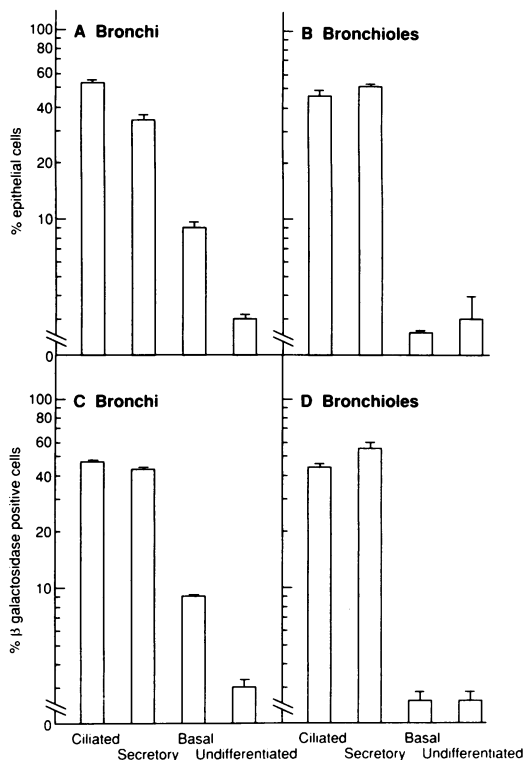 A Bronchi
B Bronchioles
100
80
60
40
20
10
0
% epithelial cells
C Bronchi
D Bronchioles
100
80
60
40
20
10
0
% β galactosidase positive cells
Ciliated Basal Ciliated Basal
Secretory Undifferentiated Secretory Undifferentiated